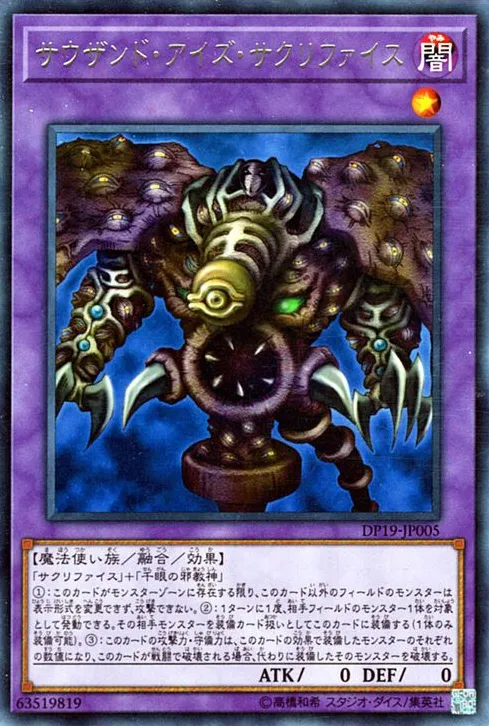 サウザンド・アイズ・サクリファイス 闇
DP19-JP005
【魔法使い族／融合／効果】
「サクリファイス」+「千眼の邪教神」
①：このカードがモンスターゾーンに存在する限り、このカード以外のフィールドのモンスターは
表示形式を変更できず、攻撃できない。②：1ターンに1度、相手フィールドのモンスター1体を対象
として発動できる。その相手モンスターを装備カード扱いとしてこのカードに装備する(1体のみ
装備可能)。③：このカードの攻撃力・守備力は、このカードの効果で装備したモンスターのそれぞれ
の数値になり、このカードが戦闘で破壊される場合、代わりに装備したそのモンスターを破壊する。
ATK/ 0 DEF/ 0
63519819 ©高橋和希 スタジオ・ダイス/集英社